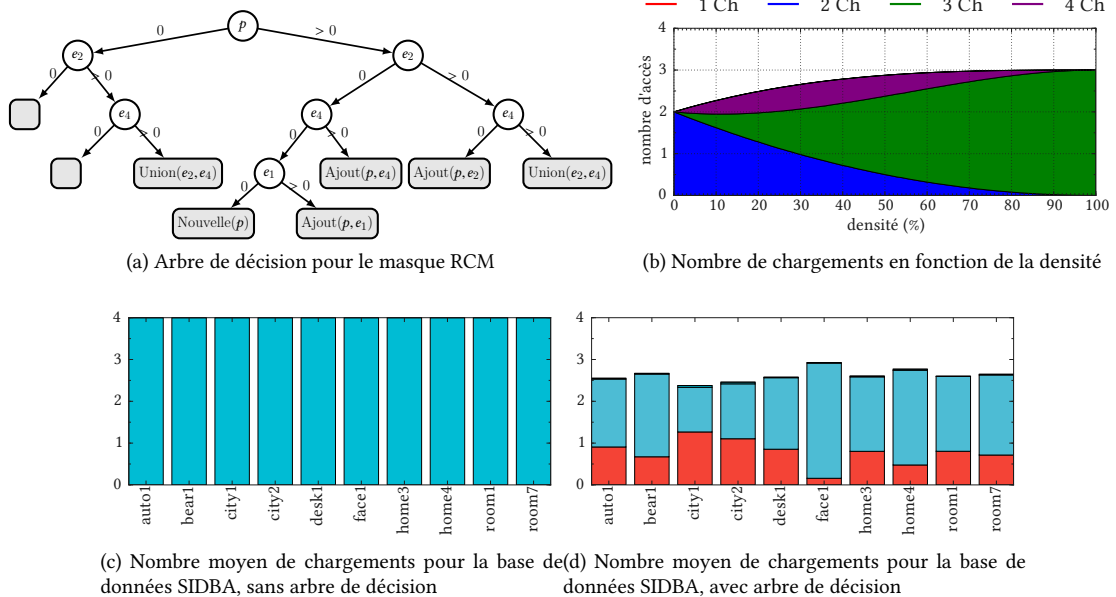 1 Ch 2 Ch 3 Ch 4 Ch
p
0 > 0
e2 e2
0 > 0 0 > 0
e4 e4 e4
0 > 0 0 > 0 0 > 0
Union(e2, e4) e1 Ajout(p, e4) Ajout(p, e2) Union(e2, e4)
0 > 0
Nouvelle(p) Ajout(p, e1)
(a) Arbre de décision pour le masque RCM
nombre d'accès
4
3
2
1
0
0 10 20 30 40 50 60 70 80 90 100
densité (%)
(b) Nombre de chargements en fonction de la densité
4
3
2
1
0
auto1 bear1 city1 city2 desk1 face1 home3 home4 room1 room7
(c) Nombre moyen de chargements pour la base de
données SIDBA, sans arbre de décision
4
3
2
1
0
auto1 bear1 city1 city2 desk1 face1 home3 home4 room1 room7
(d) Nombre moyen de chargements pour la base de
données SIDBA, avec arbre de décision